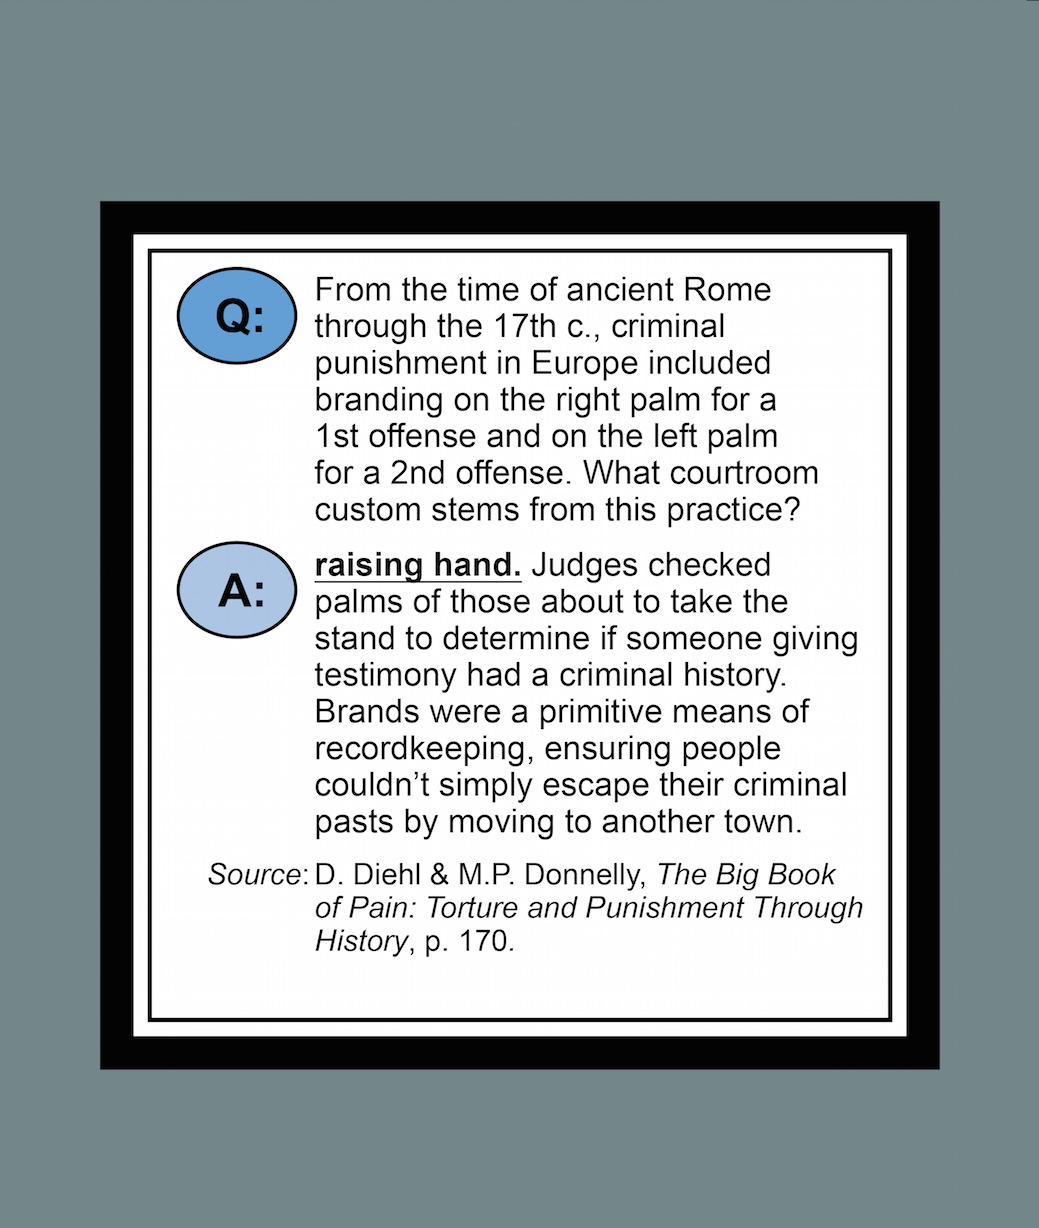 Q:
From the time of ancient Rome
through the 17th c., criminal
punishment in Europe included
branding on the right palm for a
1st offense and on the left palm
for a 2nd offense. What courtroom
custom stems from this practice?
A:
raising hand. Judges checked
palms of those about to take the
stand to determine if someone giving
testimony had a criminal history.
Brands were a primitive means of
recordkeeping, ensuring people
couldn’t simply escape their criminal
pasts by moving to another town.
Source: D. Diehl & M.P. Donnelly, The Big Book
of Pain: Torture and Punishment Through
History, p. 170.